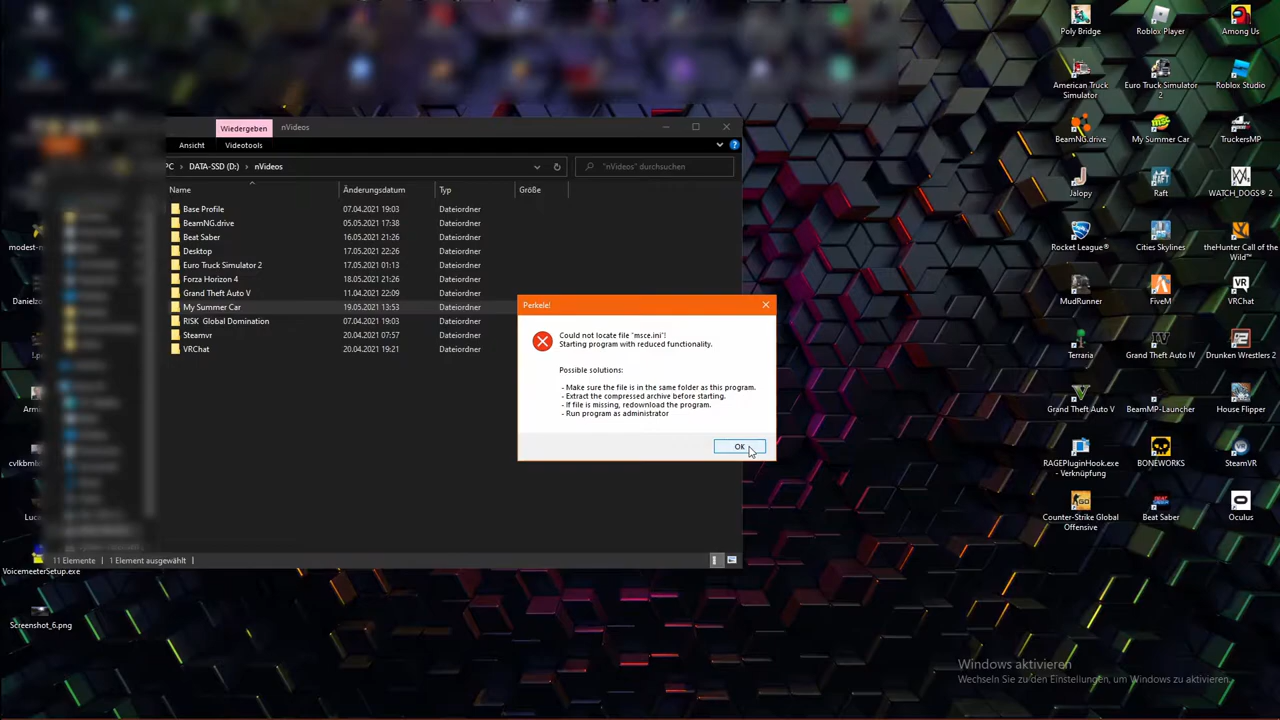 Poly Bridge
Roblox Player
Among Us
American Truck
Simulator
Euro Truck Simulator
2
Roblox Studio
BeamNG.drive
My Summer Car
TruckersMP
Jalopy
Raft
WATCH_DOGS® 2
Rocket League®
Cities Skylines
theHunter Call of the
Wild™
MudRunner
FiveM
VRChat
Terraria
Grand Theft Auto IV
Drunken Wrestlers 2
Grand Theft Auto V
BeamMP-Launcher
House Flipper
RAGEPluginHook.exe
- Verknüpfung
BONEWORKS
SteamVR
Counter-Strike Global
Offensive
Beat Saber
Oculus
Wiedergeben
nVideos
Ansicht
Videotools
PC > DATA-SSD (D:) > nVideos
"nVideos" durchsuchen
Name Änderungsdatum Typ Größe
Base Profile 07.04.2021 19:03 Dateiordner
BeamNG.drive 05.05.2021 17:38 Dateiordner
Beat Saber 16.05.2021 21:26 Dateiordner
Desktop 17.05.2021 22:26 Dateiordner
Euro Truck Simulator 2 17.05.2021 01:13 Dateiordner
Forza Horizon 4 18.05.2021 21:26 Dateiordner
Grand Theft Auto V 11.04.2021 22:09 Dateiordner
My Summer Car 19.05.2021 13:53 Dateiordner
RISK Global Domination 07.04.2021 19:03 Dateiordner
Steamvr 20.04.2021 07:57 Dateiordner
VRChat 20.04.2021 19:21 Dateiordner
11 Elemente
1 Element ausgewählt
Perkele!
Could not locate file 'msce.ini'!
Starting program with reduced functionality.
Possible solutions:
- Make sure the file is in the same folder as this program.
- Extract the compressed archive before starting.
- If file is missing, redownload the program.
- Run program as administrator
OK
VoicemeeterSetup.exe
Screenshot_6.png
Windows aktivieren
Wechseln Sie zu den Einstellungen, um Windows zu aktivieren.